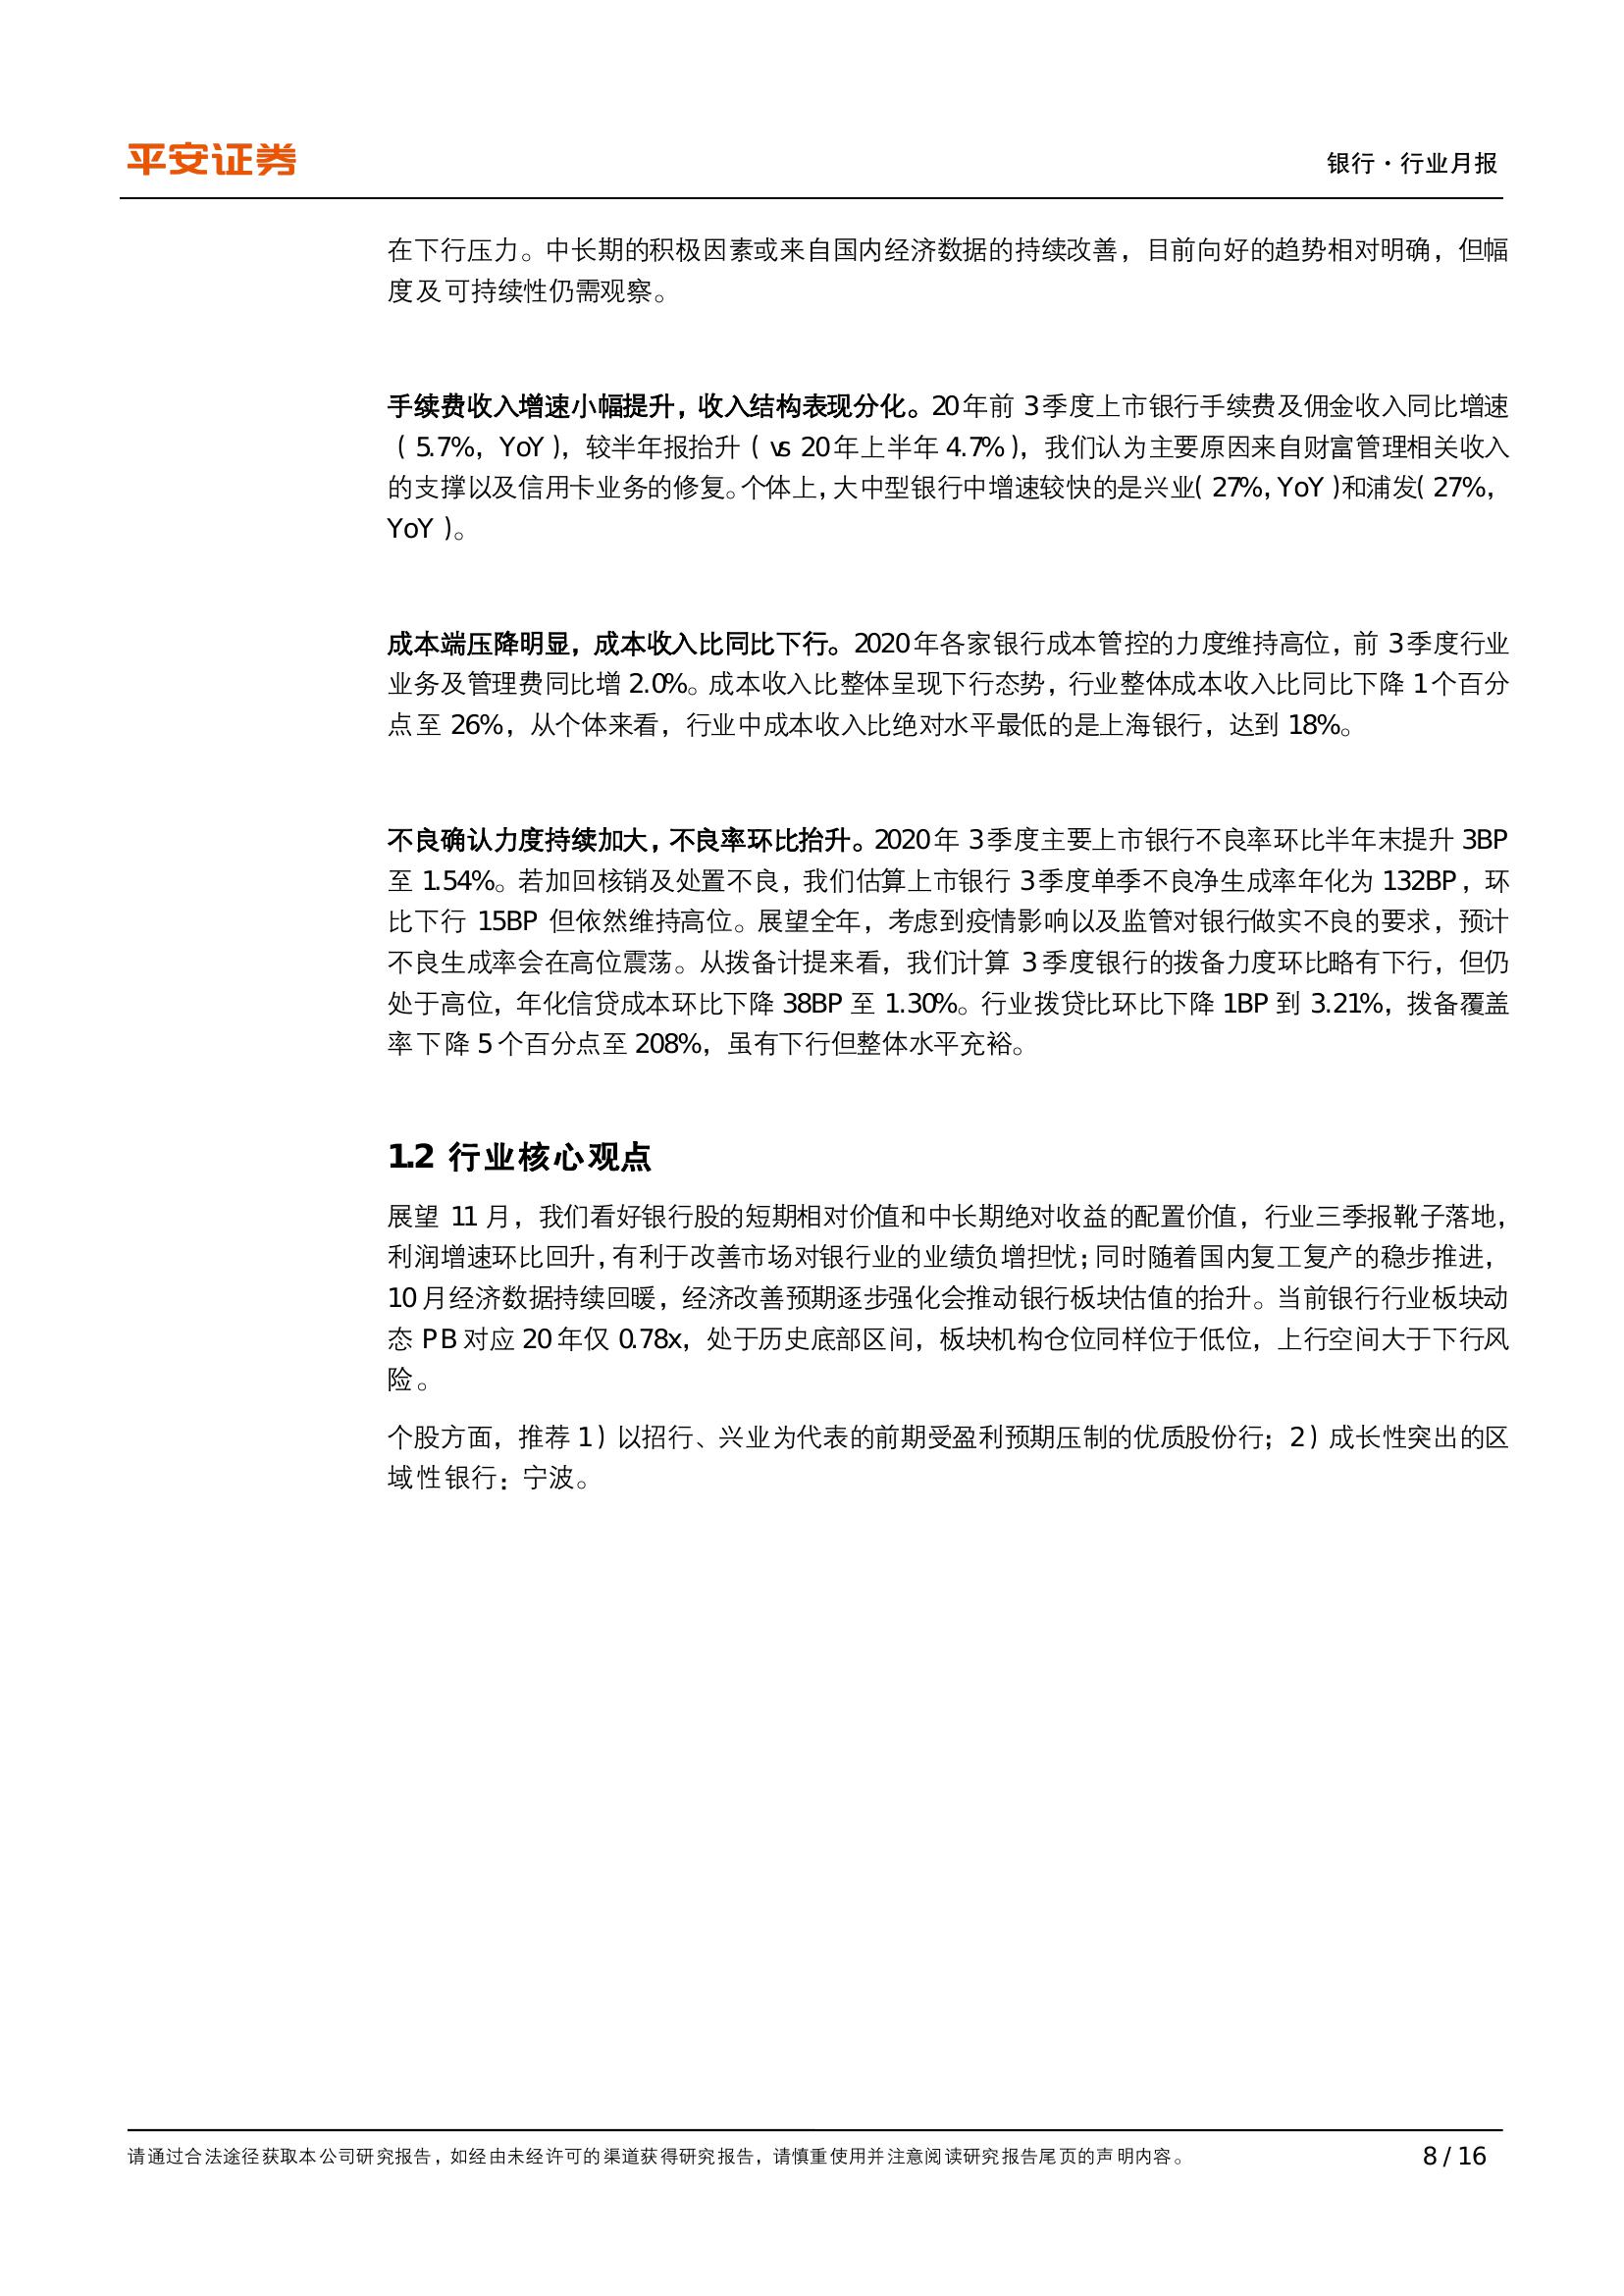 平安证券
银行·行业月报
在下行压力。中长期的积极因素或来自国内经济数据的持续改善，目前向好的趋势相对明确，但幅
度及可持续性仍需观察。
手续费收入增速小幅提升，收入结构表现分化。20年前 3季度上市银行手续费及佣金收入同比增速
（5.7%，YoY），较半年报抬升（vs 20年上半年 4.7%），我们认为主要原因来自财富管理相关收入
的支撑以及信用卡业务的修复。个体上，大中型银行中增速较快的是兴业（27%，YoY）和浦发（27%，
YoY）。
成本端压降明显，成本收入比同比下行。2020年各家银行成本管控的力度维持高位，前 3季度行业
业务及管理费同比增 2.0%。成本收入比整体呈现下行态势，行业整体成本收入比同比下降 1个百分
点至 26%，从个体来看，行业中成本收入比绝对水平最低的是上海银行，达到 18%。
不良确认力度持续加大，不良率环比抬升。2020年 3季度主要上市银行不良率环比半年末提升 3BP
至 1.54%。若加回核销及处置不良，我们估算上市银行 3季度单季不良净生成率年化为 132BP，环
比下行 15BP 但依然维持高位。展望全年，考虑到疫情影响以及监管对银行做实不良的要求，预计
不良生成率会在高位震荡。从拨备计提来看，我们计算 3季度银行的拨备力度环比略有下行，但仍
处于高位，年化信贷成本环比下降 38BP 至 1.30%。行业拨贷比环比下降 1BP 到 3.21%，拨备覆盖
率下降 5个百分点至 208%，虽有下行但整体水平充裕。
1.2 行业核心观点
展望 11 月，我们看好银行股的短期相对价值和中长期绝对收益的配置价值，行业三季报靴子落地，
利润增速环比回升，有利于改善市场对银行业的业绩负增担忧；同时随着国内复工复产的稳步推进，
10月经济数据持续回暖，经济改善预期逐步强化会推动银行板块估值的抬升。当前银行行业板块动
态 PB对应 20年仅 0.78x，处于历史底部区间，板块机构仓位同样位于低位，上行空间大于下行风
险。
个股方面，推荐 1）以招行、兴业为代表的前期受盈利预期压制的优质股份行；2）成长性突出的区
域性银行：宁波。
请通过合法途径获取本公司研究报告，如经由未经许可的渠道获得研究报告，请慎重使用并注意阅读研究报告尾页的声明内容。
8 / 16